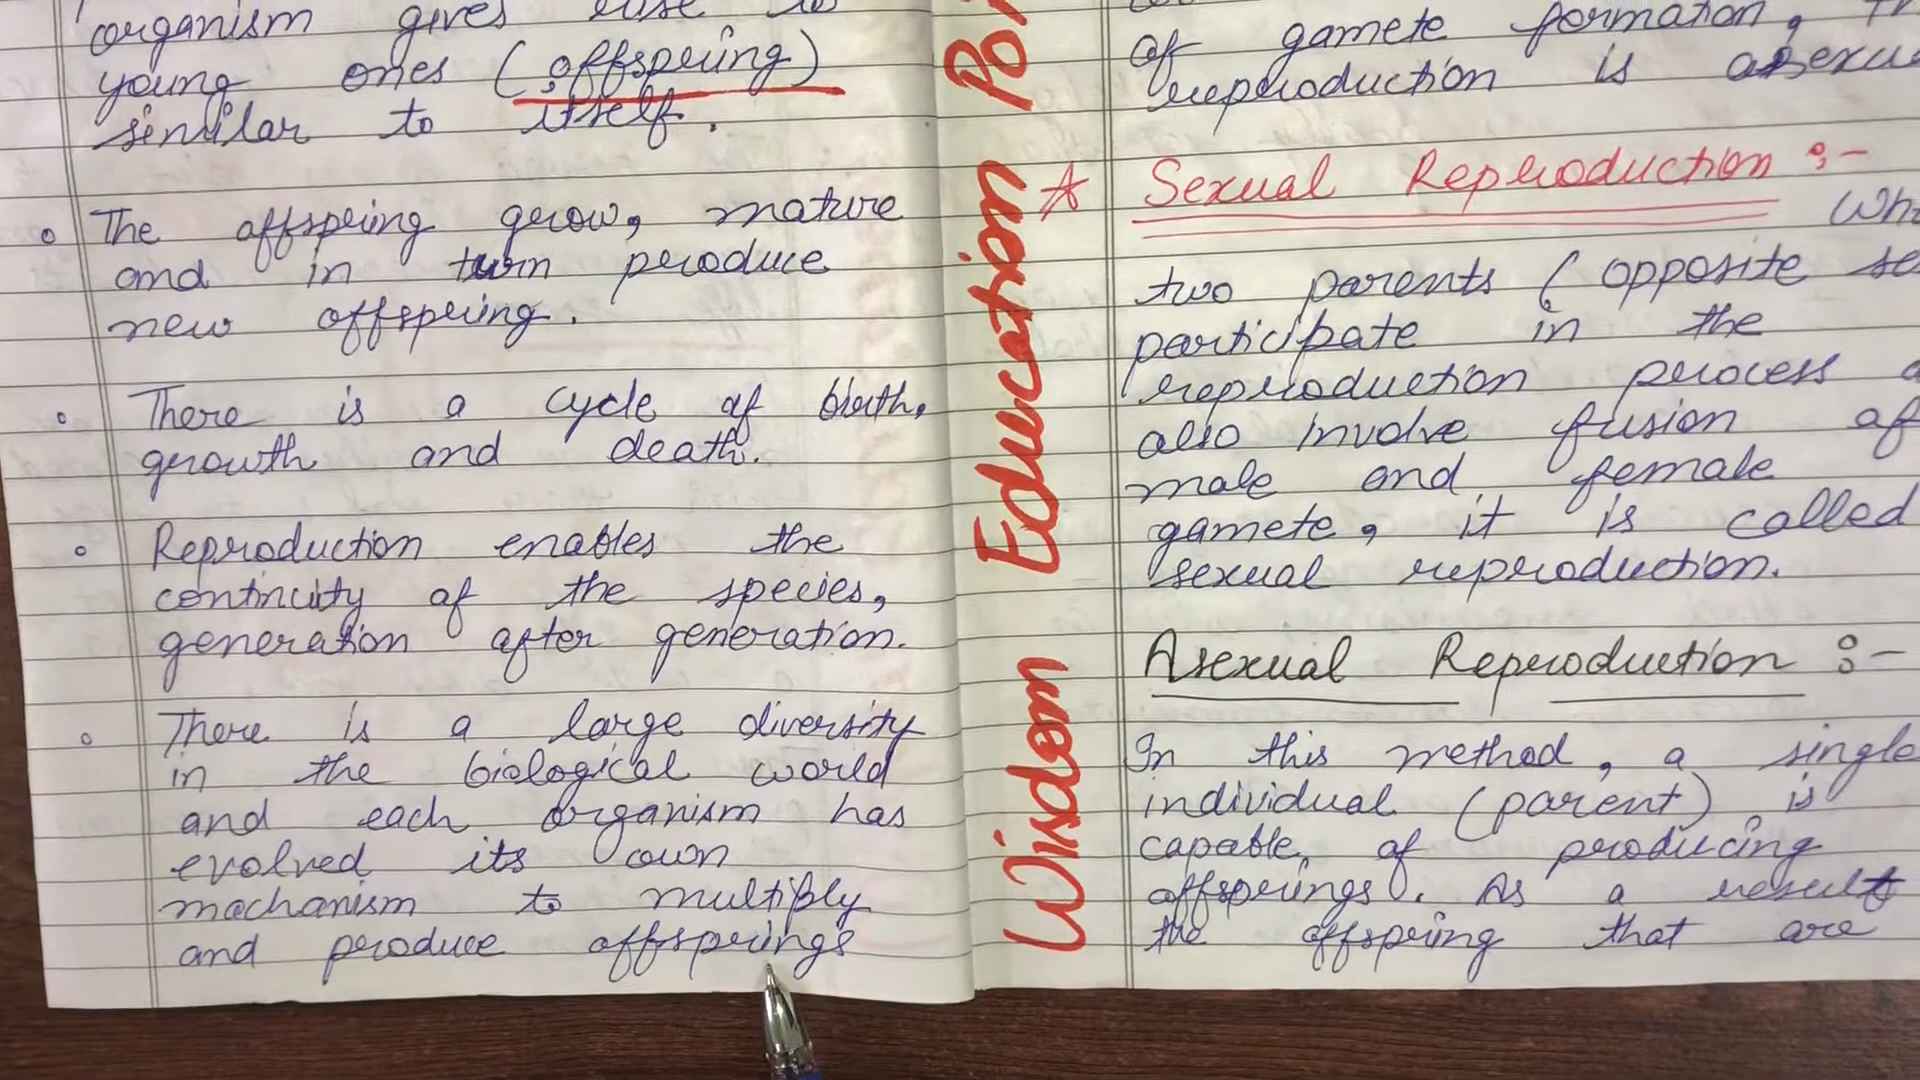 organism gives rise to
young ones (offspring)
similar to itself.
The offspring grow, mature
and in turn produce
new offspring.
There is a cycle of birth,
growth and death.
Reproduction enables the
continuity of the species,
generation after generation.
There is a large diversity
in the biological world
and each organism has
evolved its own
mechanism to multiply
and produce offsprings
Wisdom Education
of gamete formation,
reproduction is
Sexual Reproduction :-
two parents (opposite
participate in the
reproduction process
also involve fusion of
male and female
gamete, it is called
sexual reproduction.
Asexual Reproduction :-
In this method, a single
individual (parent) is
capable of producing
offsprings. As a result
the offspring that are